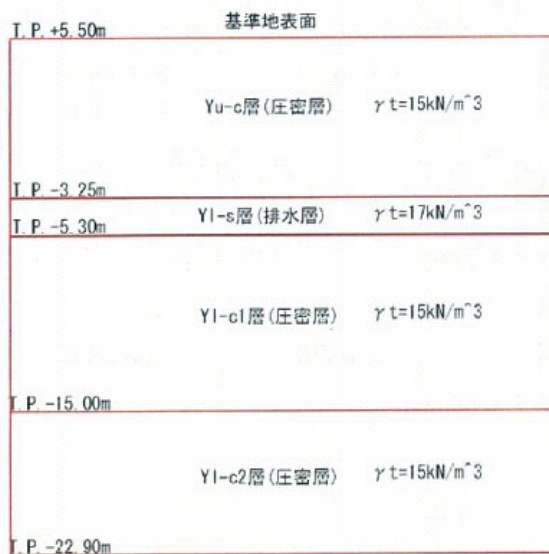 基準地表面
T.P.+5.50m
Yu-c層(圧密層) γt=15kN/m^3
T.P.-3.25m
Yl-s層(排水層) γt=17kN/m^3
T.P.-5.30m
Yl-c1層(圧密層) γt=15kN/m^3
T.P.-15.00m
Yl-c2層(圧密層) γt=15kN/m^3
T.P.-22.90m